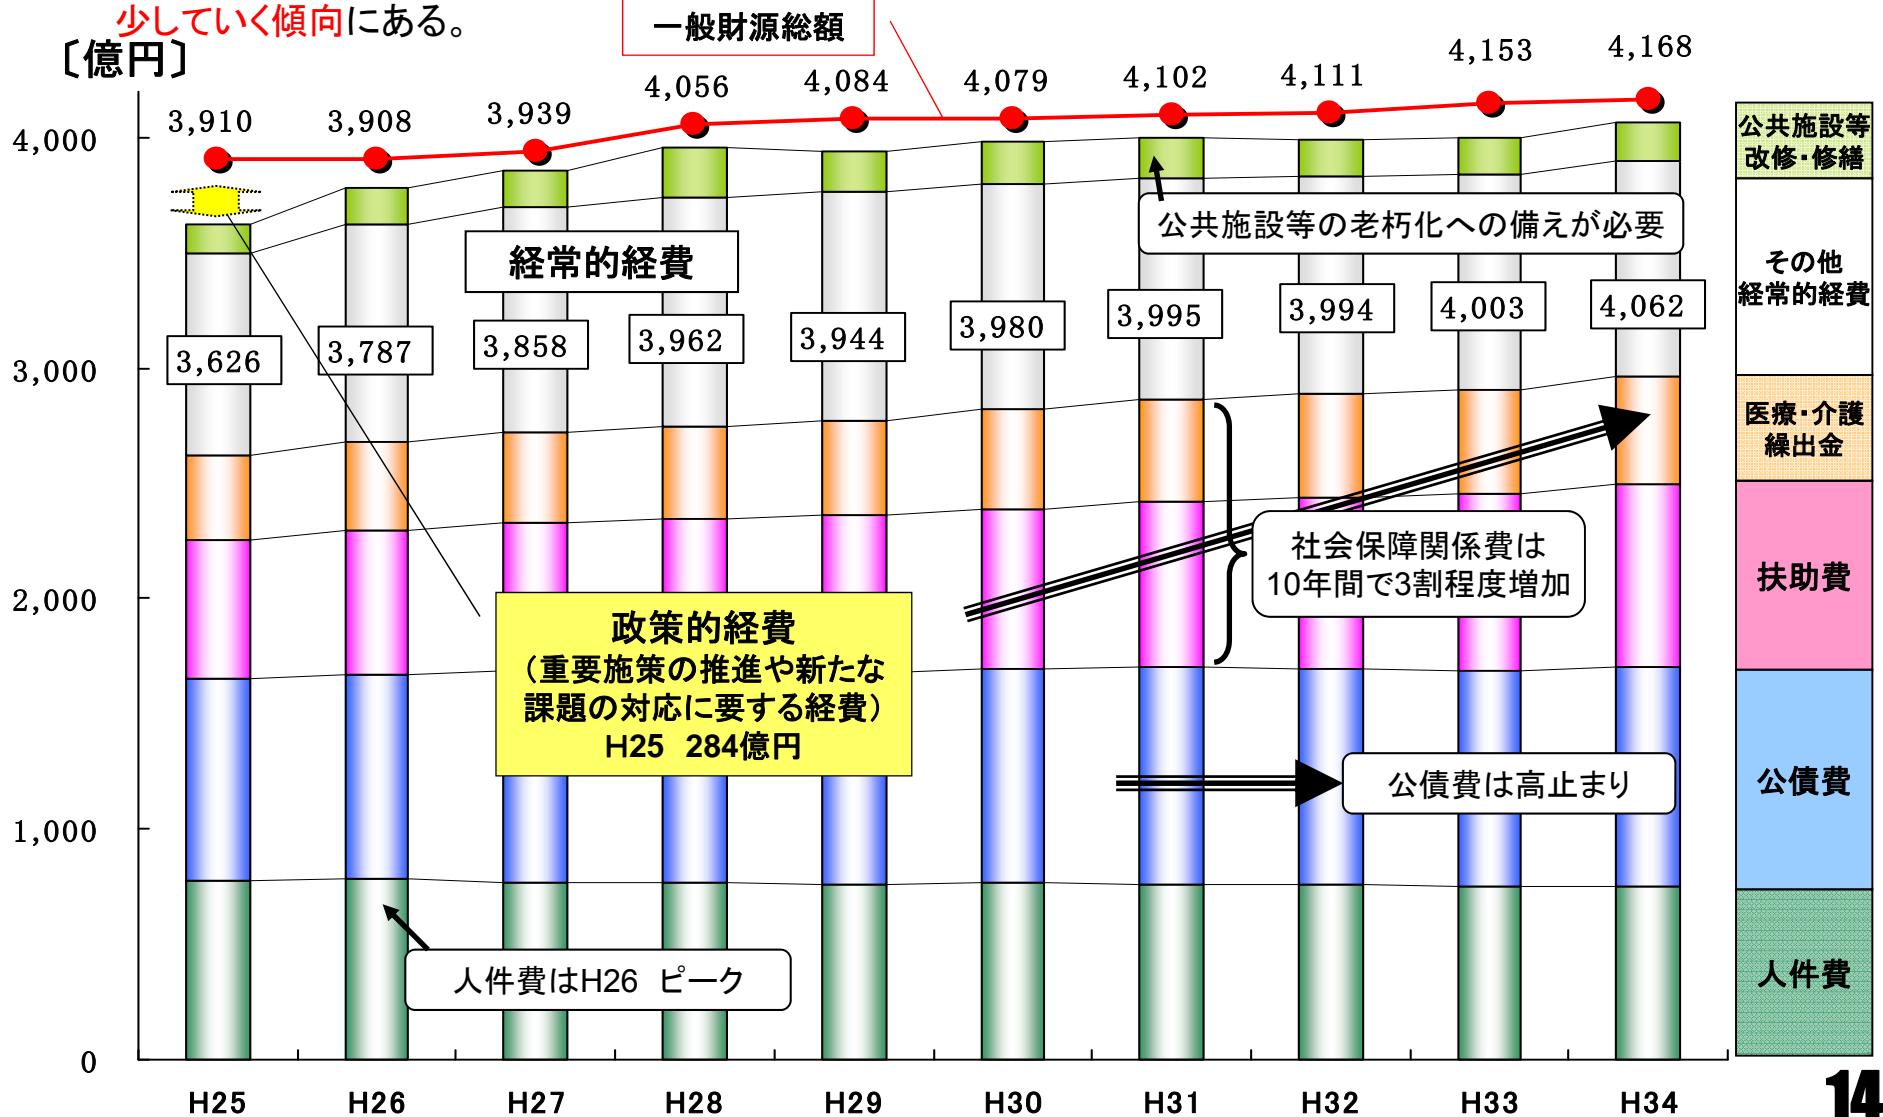 少していく傾向にある。
〔億円〕
一般財源総額
3,910
3,908
3,939
4,056
4,084
4,079
4,102
4,111
4,153
4,168
4,000
3,000
2,000
1,000
0
経常的経費
公共施設等の老朽化への備えが必要
3,626
3,787
3,858
3,962
3,944
3,980
3,995
3,994
4,003
4,062
社会保障関係費は
10年間で3割程度増加
政策的経費
（重要施策の推進や新たな
課題の対応に要する経費）
H25 284億円
公債費は高止まり
人件費はH26 ピーク
公共施設等
改修・修繕
その他
経常的経費
医療・介護
繰出金
扶助費
公債費
人件費
H25
H26
H27
H28
H29
H30
H31
H32
H33
H34
14